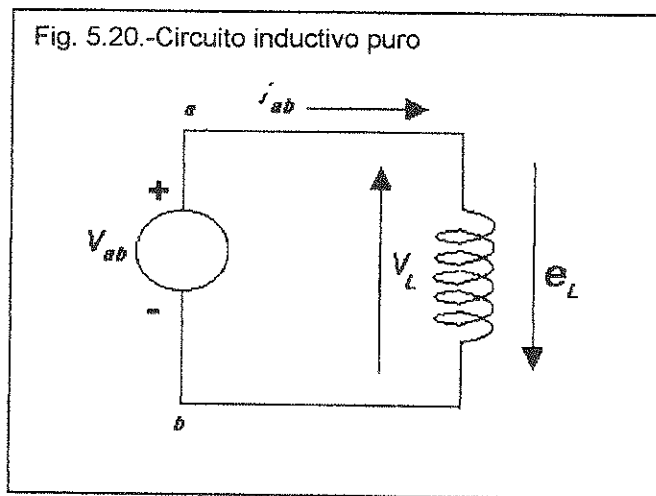 Fig. 5.20.-Circuito inductivo puro
a
i ab
+
V ab
-
V L
e L
b